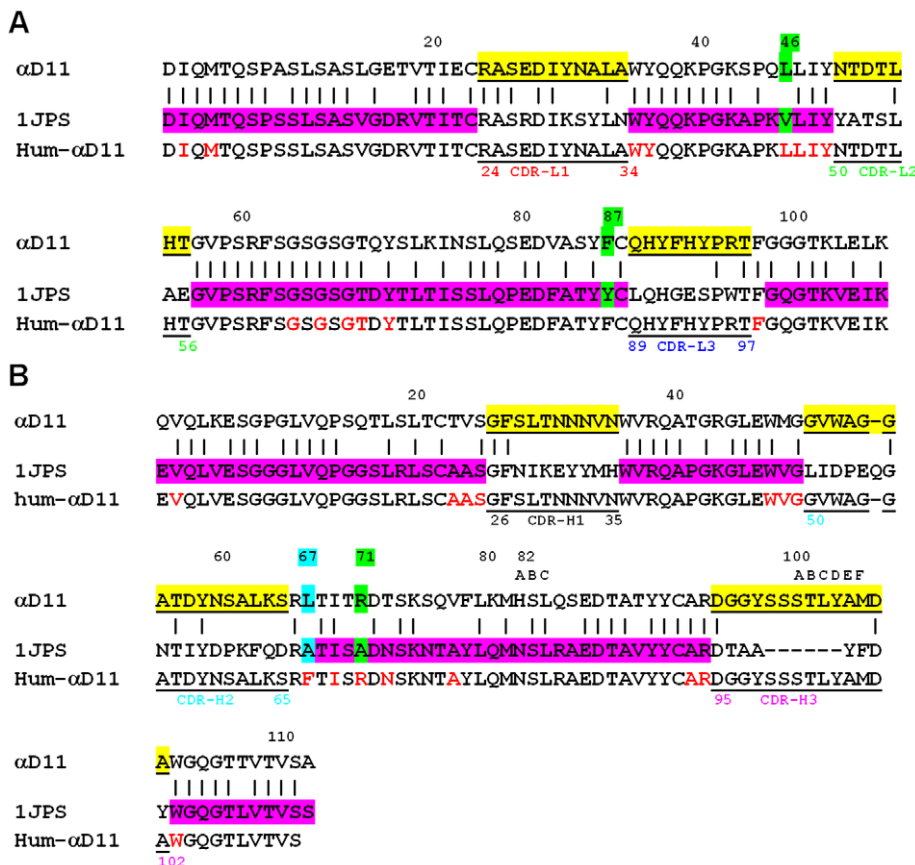 A
20 40 46
αD11 DIQMTQSPASLSASLGETVTIECRASEDIYNALAWYQQKPGKSPQLLIYNTDTL
1JPS DIQMTQSPSSLSASVGDRVTITCRASRDIKSYLNWYQQKPGKAPKVLIYYATSL
Hum-αD11 DIQMTQSPSSLSASVGDRVTITCRASEDIYNALAWYQQKPGKAPKLLIYNTDTL
24 CDR-L1 34 50 CDR-L2
60 80 87 100
αD11 HTGVPSRFSGSGSGTQYSLKINSLQSEDVASYFCQHYFHYPRTFGGGTKLELK
1JPS AEGVPSRFSGSGSGTDYTLTISSLQPEDFATYYCLQHGESPWTFGQGTKVEIK
Hum-αD11 HTGVPSRFSGSGSGTDYTLTISSLQPEDFATYFCQHYFHYPRTFGQGTKVEIK
56 89 CDR-L3 97
B
20 40
αD11 QVQLKESGPGLVQPSQTLSLTCTVSGFSLTNNNVNWVRQATGRGLEWMGGVWAG-G
1JPS EVQLVESGGGLVQPGGSLRLSCAASGFNIKEYYMHWVRQAPGKGLEWVGLIDPEQG
hum-αD11 EVQLVESGGGLVQPGGSLRLSCAASGFSLTNNNVNWVRQAPGKGLEWVGGVWAG-G
26 CDR-H1 35 50
60 67 71 80 82 100
ABC ABCDEF
αD11 ATDYNSALKSRLTITRDTSKSQVFLKMHSLQSEDTATYYCARDGGYSSSTLYAMD
1JPS NTIYDPKFQDRATISADNSKNTAYLQMNSLRAEDTAVYYCARDTAA------YFD
Hum-αD11 ATDYNSALKSRFTISRDNSKNTAYLQMNSLRAEDTAVYYCARDGGYSSSTLYAMD
CDR-H2 65 95 CDR-H3
110
αD11 AWGQGTTVTVSA
1JPS YWGQGTLVTVSS
Hum-αD11 AWGQGTLVTVS
102